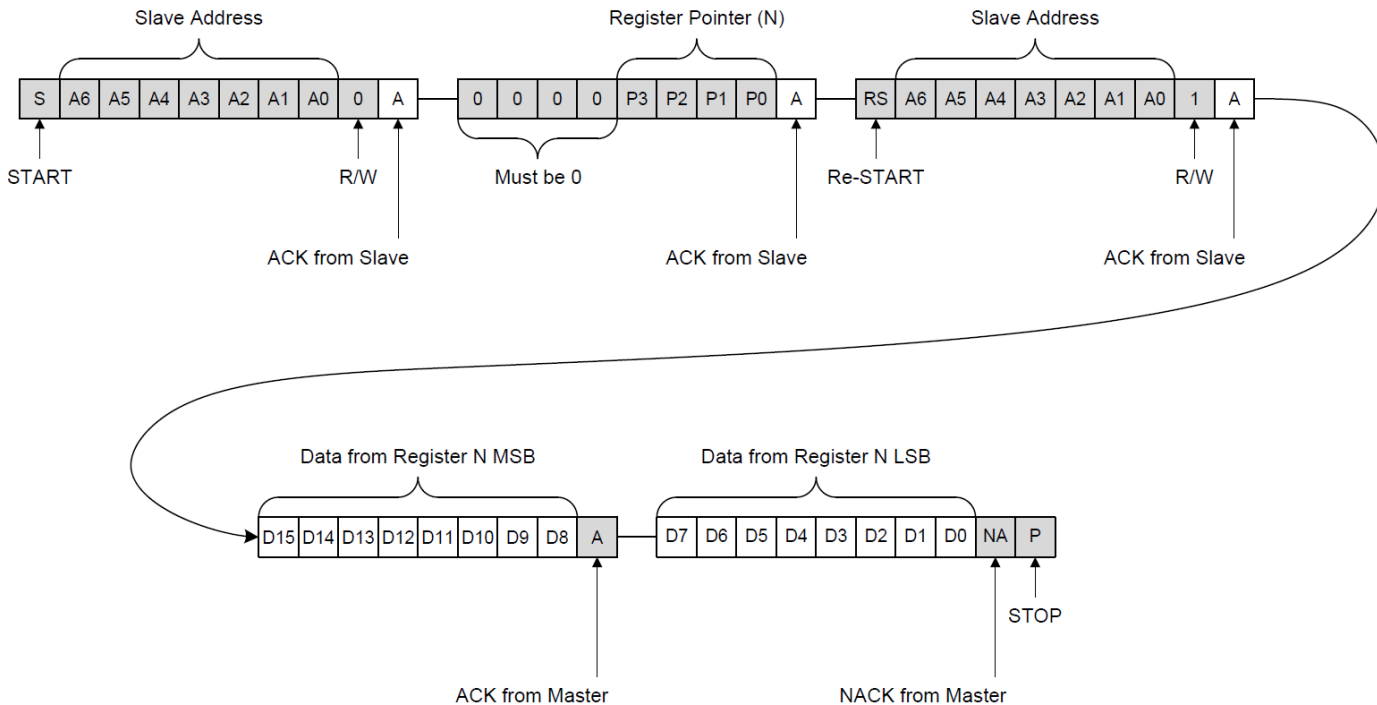 Slave Address Register Pointer (N) Slave Address
S A6 A5 A4 A3 A2 A1 A0 0 A 0 0 0 0 P3 P2 P1 P0 A RS A6 A5 A4 A3 A2 A1 A0 1 A
START R/W Must be 0 Re-START R/W
ACK from Slave ACK from Slave ACK from Slave
Data from Register N MSB Data from Register N LSB
D15 D14 D13 D12 D11 D10 D9 D8 A D7 D6 D5 D4 D3 D2 D1 D0 NA P
STOP
ACK from Master NACK from Master